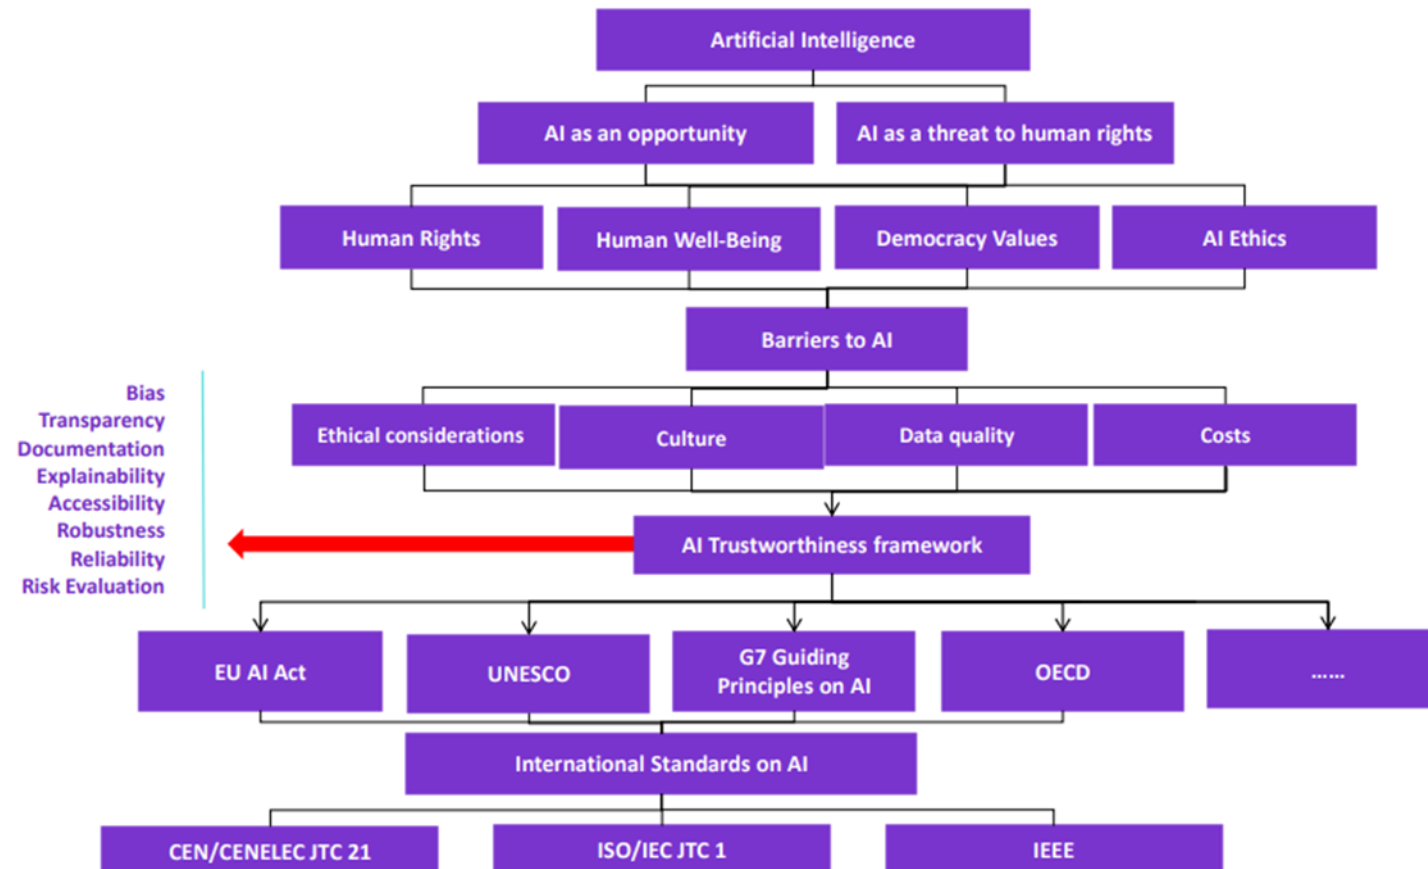 Artificial Intelligence
AI as an opportunity
AI as a threat to human rights
Human Rights
Human Well-Being
Democracy Values
AI Ethics
Barriers to AI
Bias
Transparency
Documentation
Explainability
Accessibility
Robustness
Reliability
Risk Evaluation
Ethical considerations
Culture
Data quality
Costs
AI Trustworthiness framework
EU AI Act
UNESCO
G7 Guiding
Principles on AI
OECD
......
International Standards on AI
CEN/CENELEC JTC 21
ISO/IEC JTC 1
IEEE